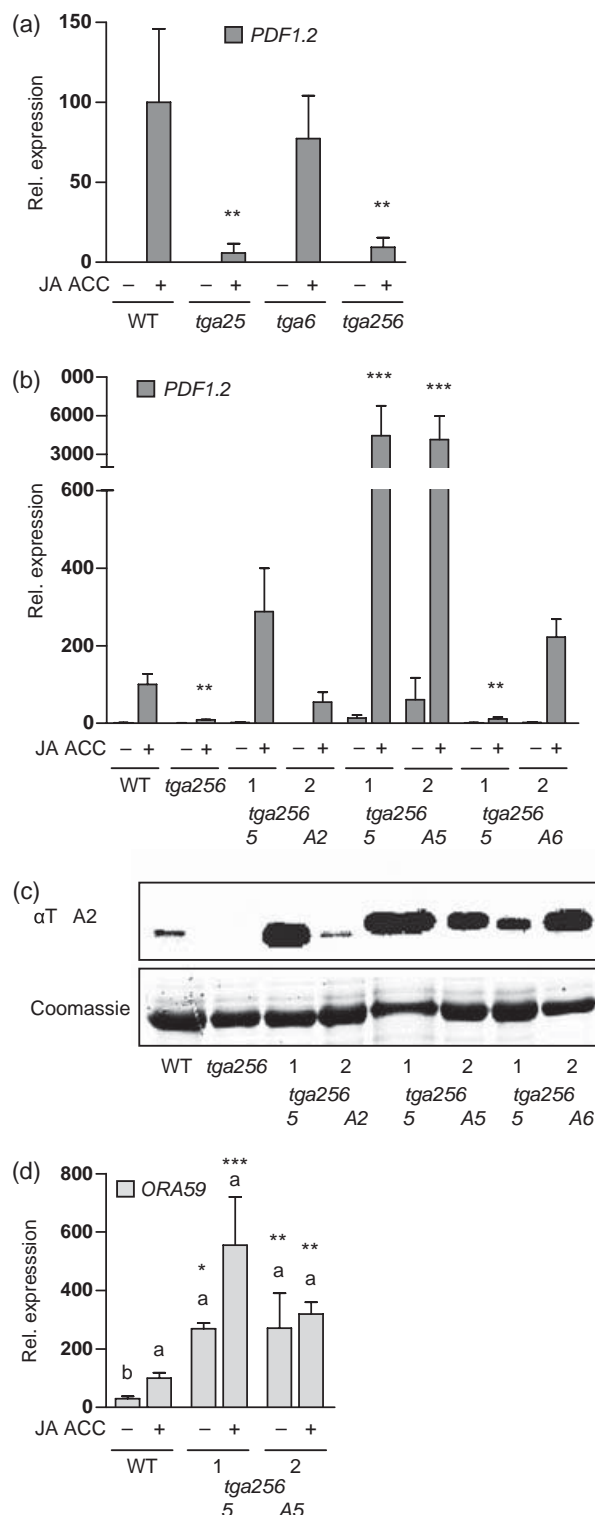 (a)
PDF1.2
Rel. expression
150
100
50
0
** **
JA ACC – + – + – + – +
WT tga25 tga6 tga256
(b)
PDF1.2
Rel. expression
000
6000
3000
600
400
200
0
** *** *** **
JA ACC – + – + – + – + – + – + – + – +
WT tga256 1 2 1 2 1 2
tga256 tga256 tga256
5 A2 5 A5 5 A6
(c)
αT A2
Coomassie
WT tga256 1 2 1 2 1 2
tga256 tga256 tga256
5 A2 5 A5 5 A6
(d)
ORA59
Rel. expresssion
800
600
400
200
0
b a * a *** a ** a ** a
JA ACC – + – + – +
WT 1 2
tga256
5 A5